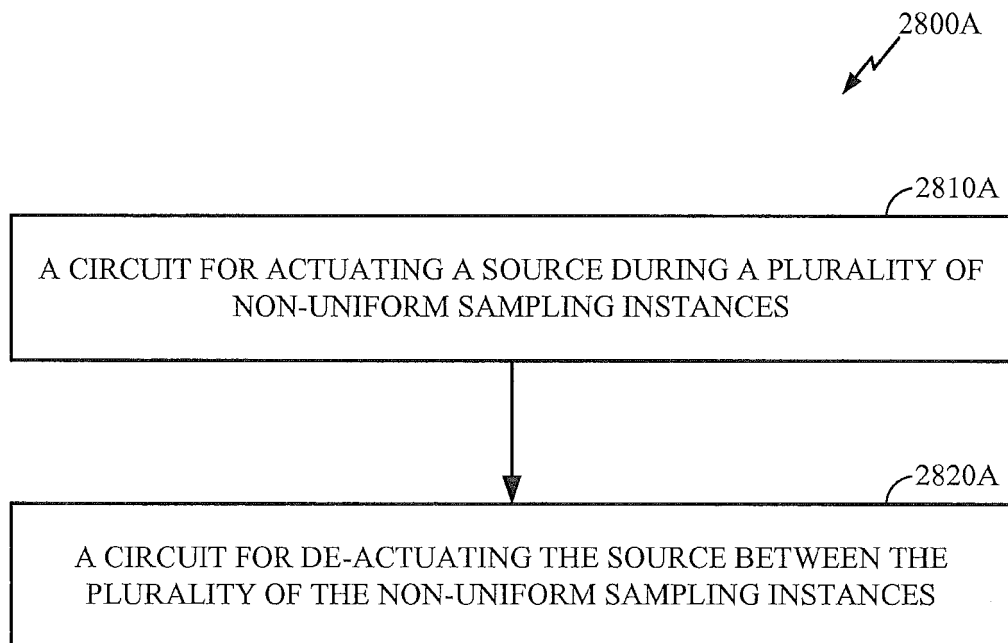 2800A
2810A
A CIRCUIT FOR ACTUATING A SOURCE DURING A PLURALITY OF
NON-UNIFORM SAMPLING INSTANCES
2820A
A CIRCUIT FOR DE-ACTUATING THE SOURCE BETWEEN THE
PLURALITY OF THE NON-UNIFORM SAMPLING INSTANCES